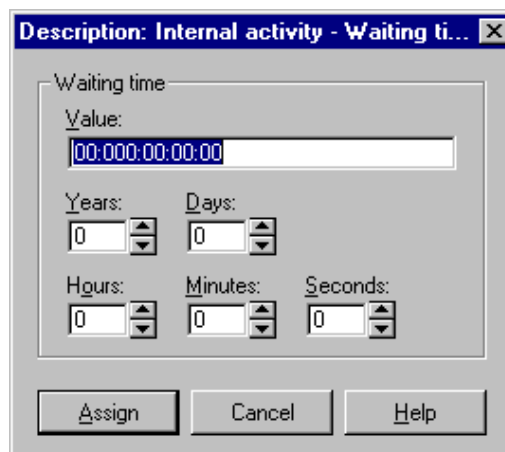 Description: Internal activity - Waiting ti...
Waiting time
Value:
00:000:00:00:00
Years: Days:
0 0
Hours: Minutes: Seconds:
0 0 0
Assign Cancel Help